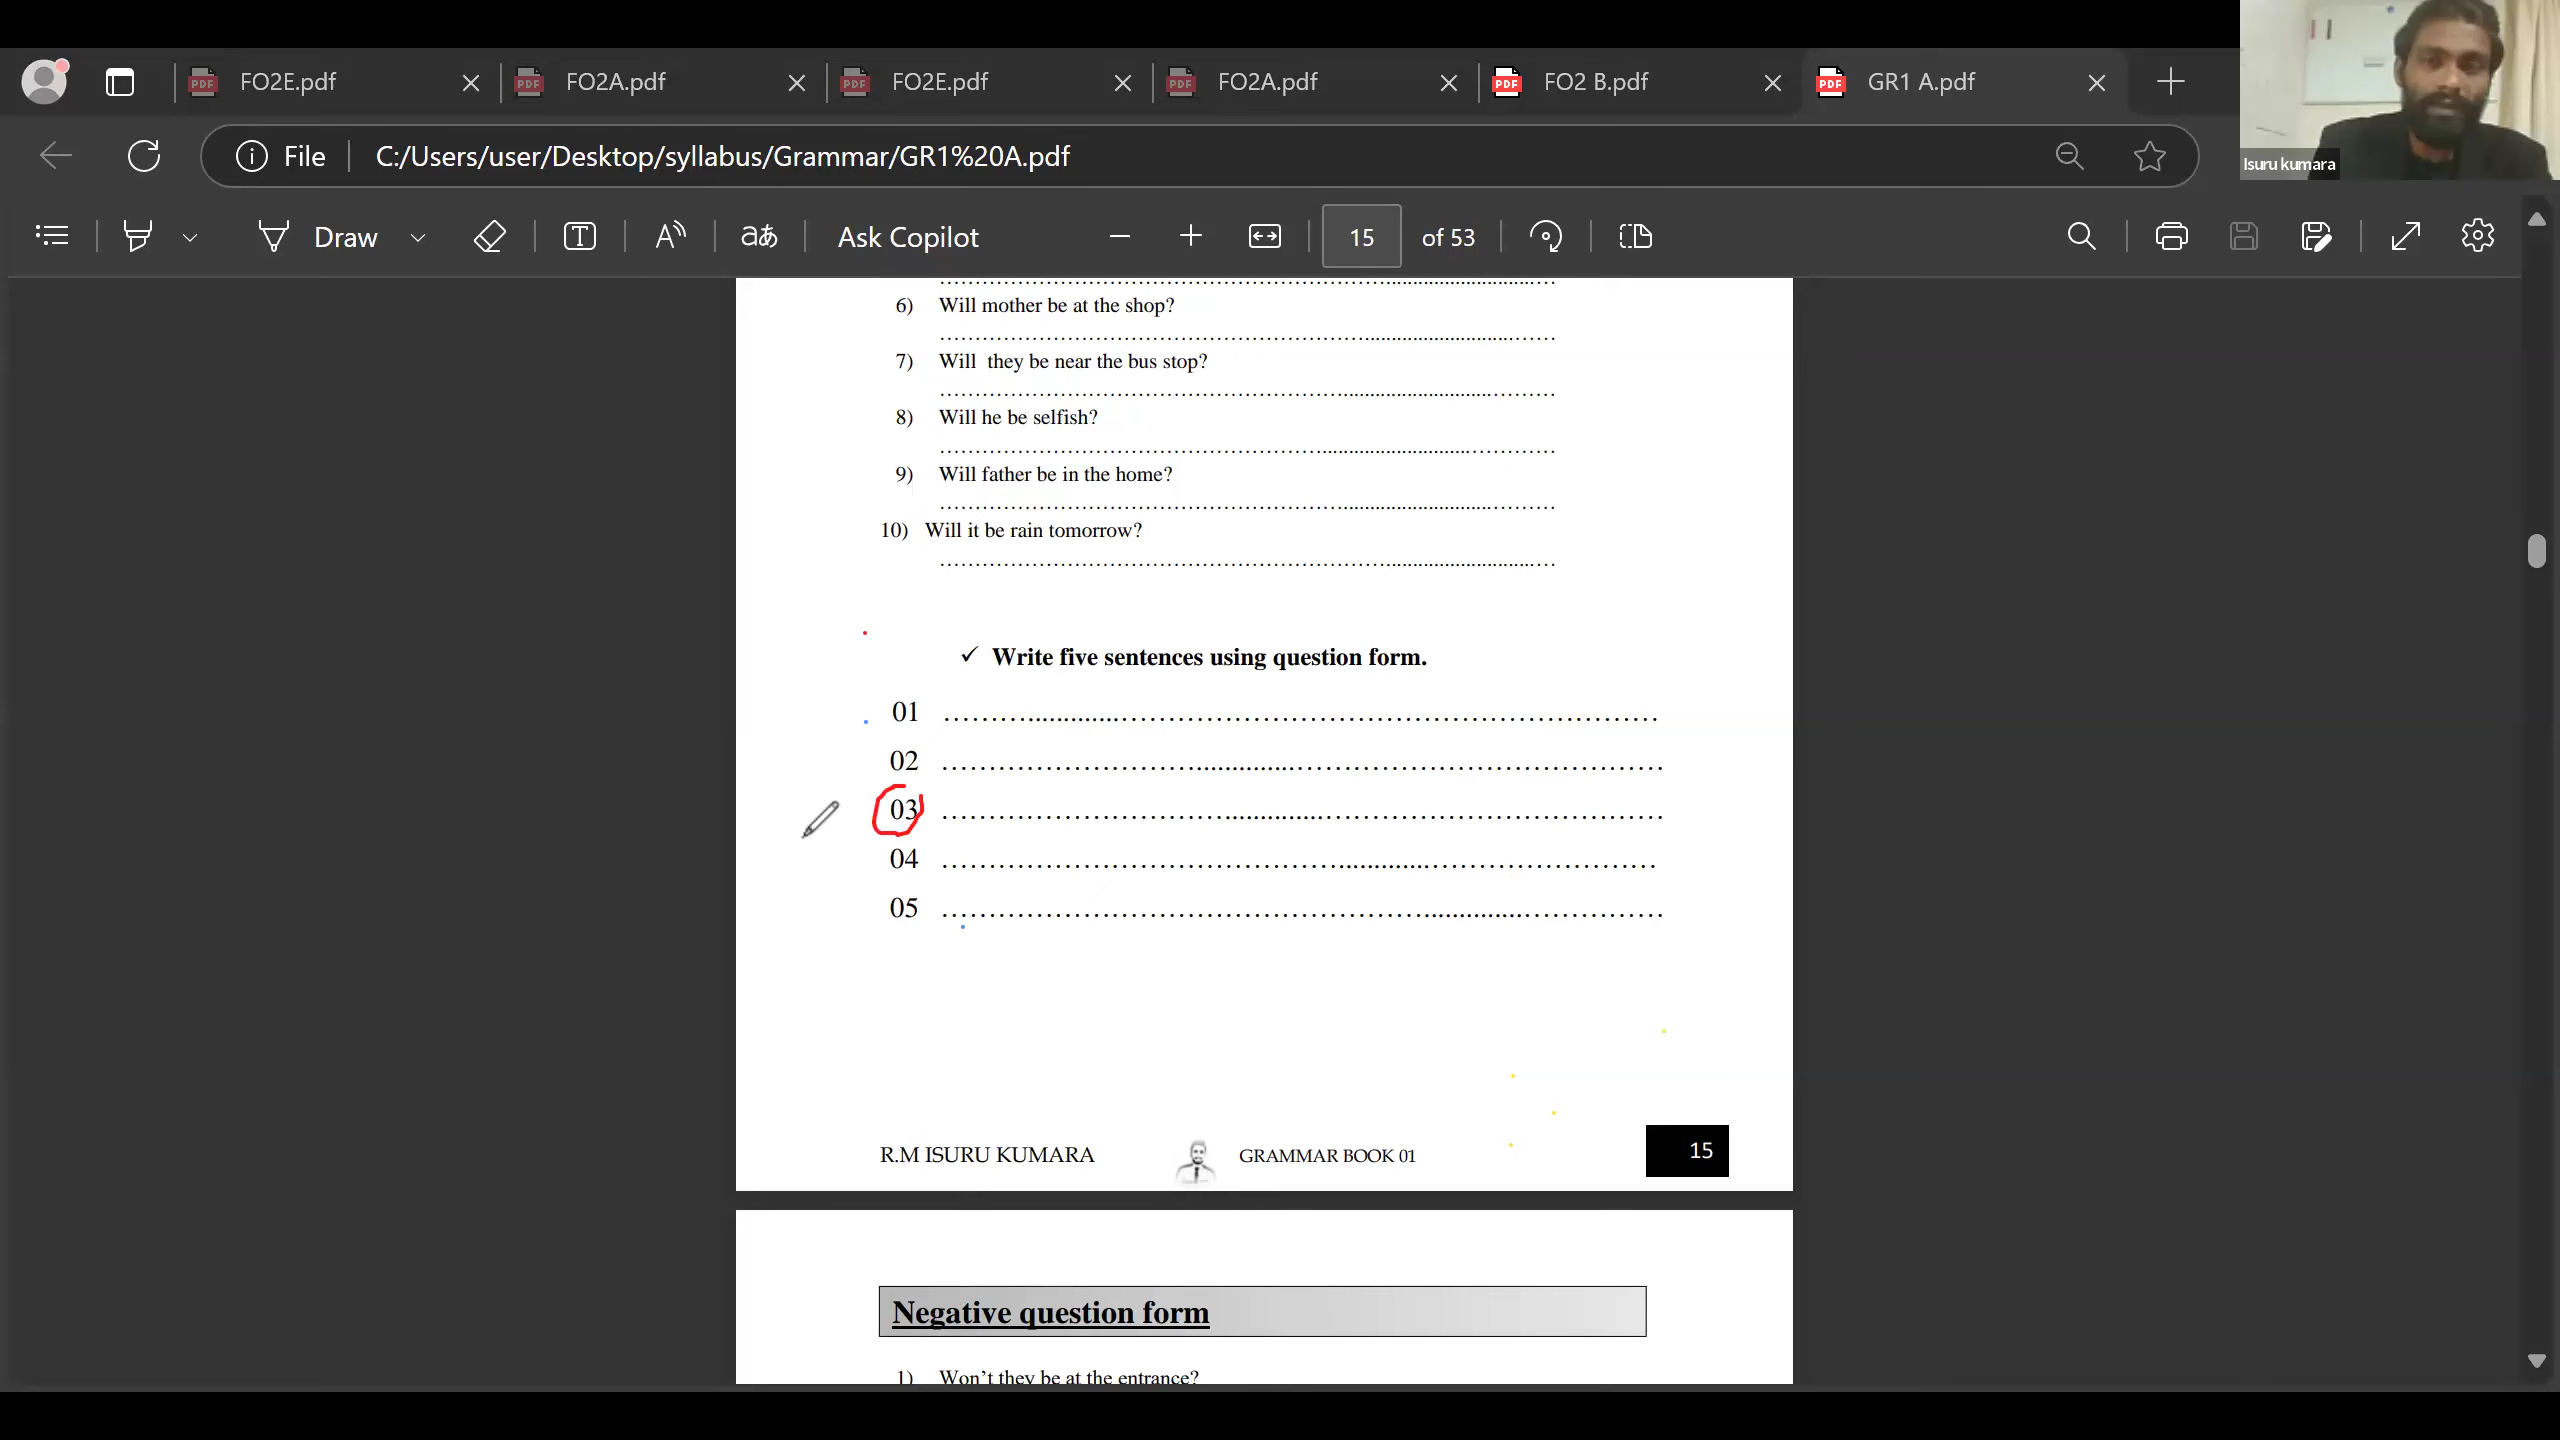 FO2E.pdf
FO2A.pdf
FO2E.pdf
FO2A.pdf
FO2 B.pdf
GR1 A.pdf
Isuru kumara
File
C:/Users/user/Desktop/syllabus/Grammar/GR1%20A.pdf
Draw
Ask Copilot
15 of 53
6) Will mother be at the shop?
7) Will they be near the bus stop?
8) Will he be selfish?
9) Will father be in the home?
10) Will it be rain tomorrow?
✓ Write five sentences using question form.
01
02
03
04
05
R.M ISURU KUMARA GRAMMAR BOOK 01 15
Negative question form
1) Won't they be at the entrance?